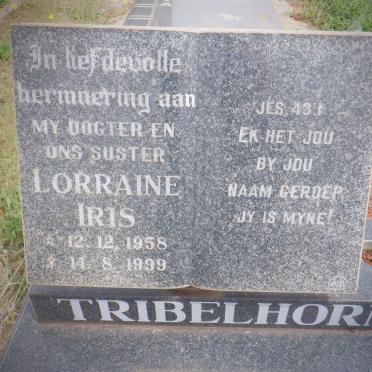 In liefdevolle
herinnering aan
MY DOGTER EN
ONS SUSTER
LORRAINE
IRIS
* 12. 12. 1958
† 14. 8. 1999
JES. 43:1
EK HET JOU
BY JOU
NAAM GEROEP,
JY IS MYNE!
TRIBELHORN